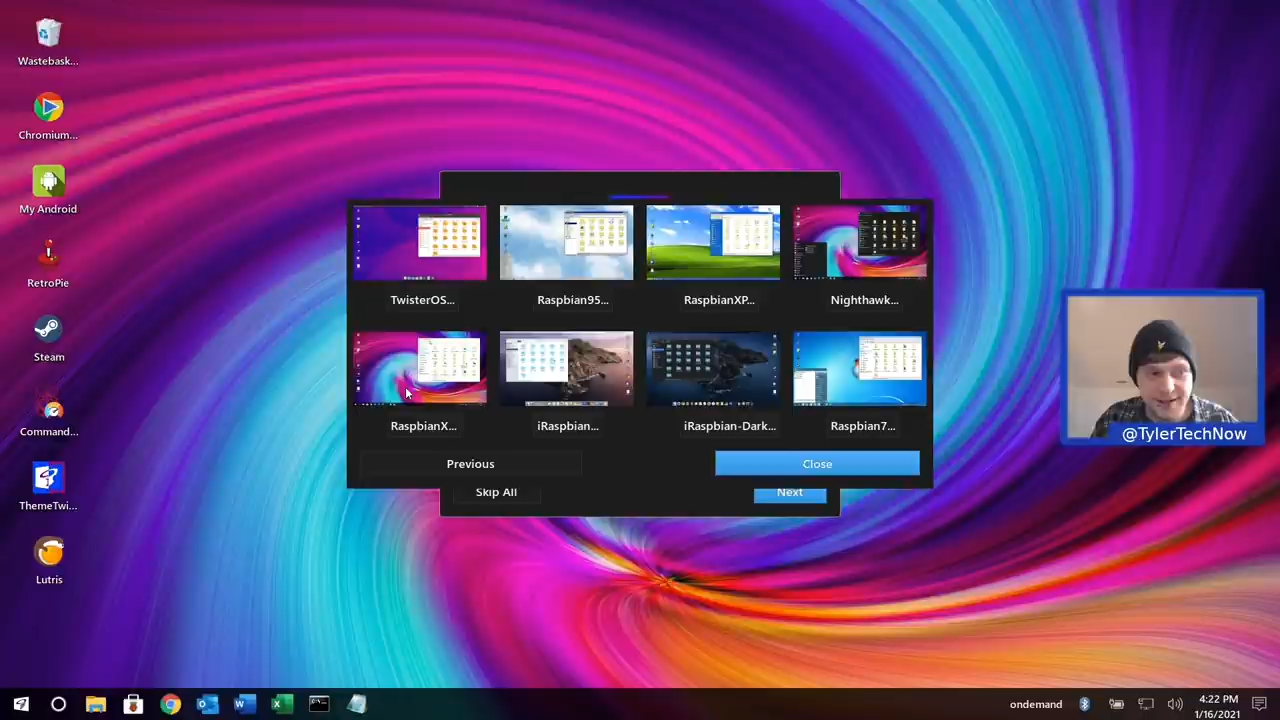 Wastebask...
Chromium...
My Android
RetroPie
Steam
Command...
ThemeTwi...
Lutris
TwisterOS...
Raspbian95...
RaspbianXP...
Nighthawk...
RaspbianX...
iRaspbian...
iRaspbian-Dark...
Raspbian7...
Previous
Close
Skip All
Next
@TylerTechNow
ondemand
4:22 PM
1/16/2021